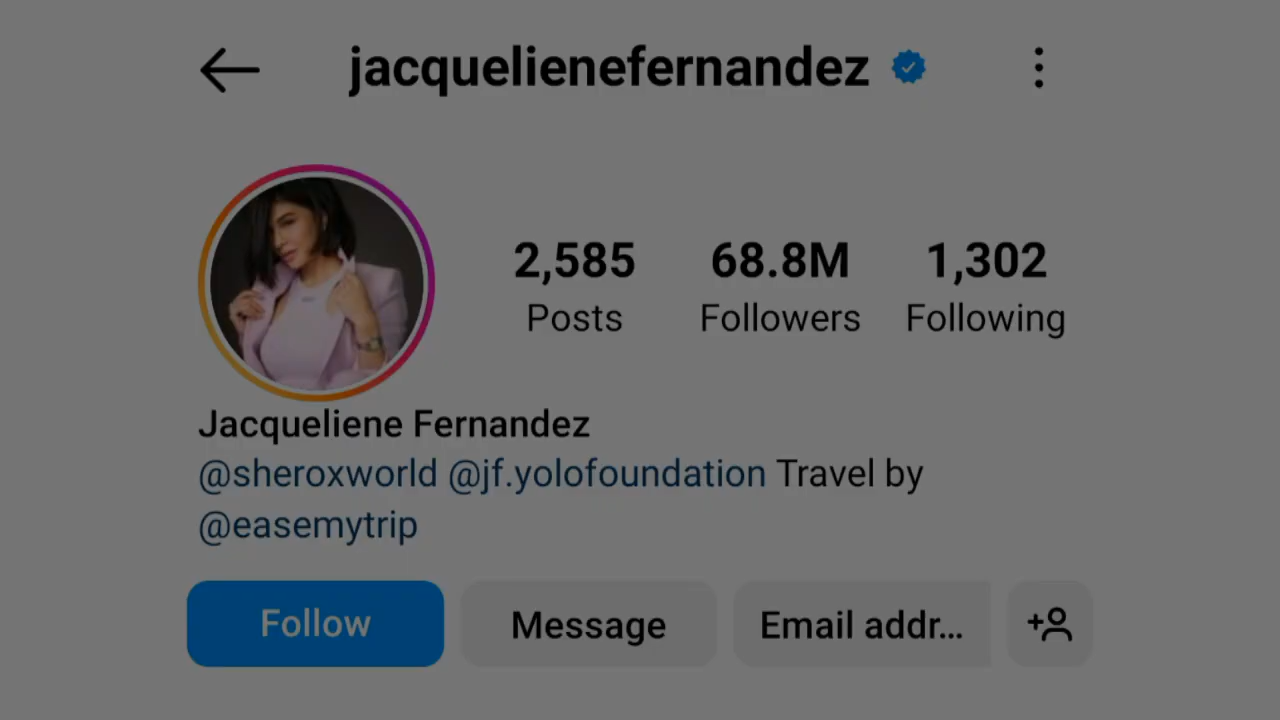 jacquelienefernandez
2,585 68.8M 1,302
Posts Followers Following
Jacqueliene Fernandez
@sheroxworld @jf.yolofoundation Travel by
@easemytrip
Follow Message Email addr...